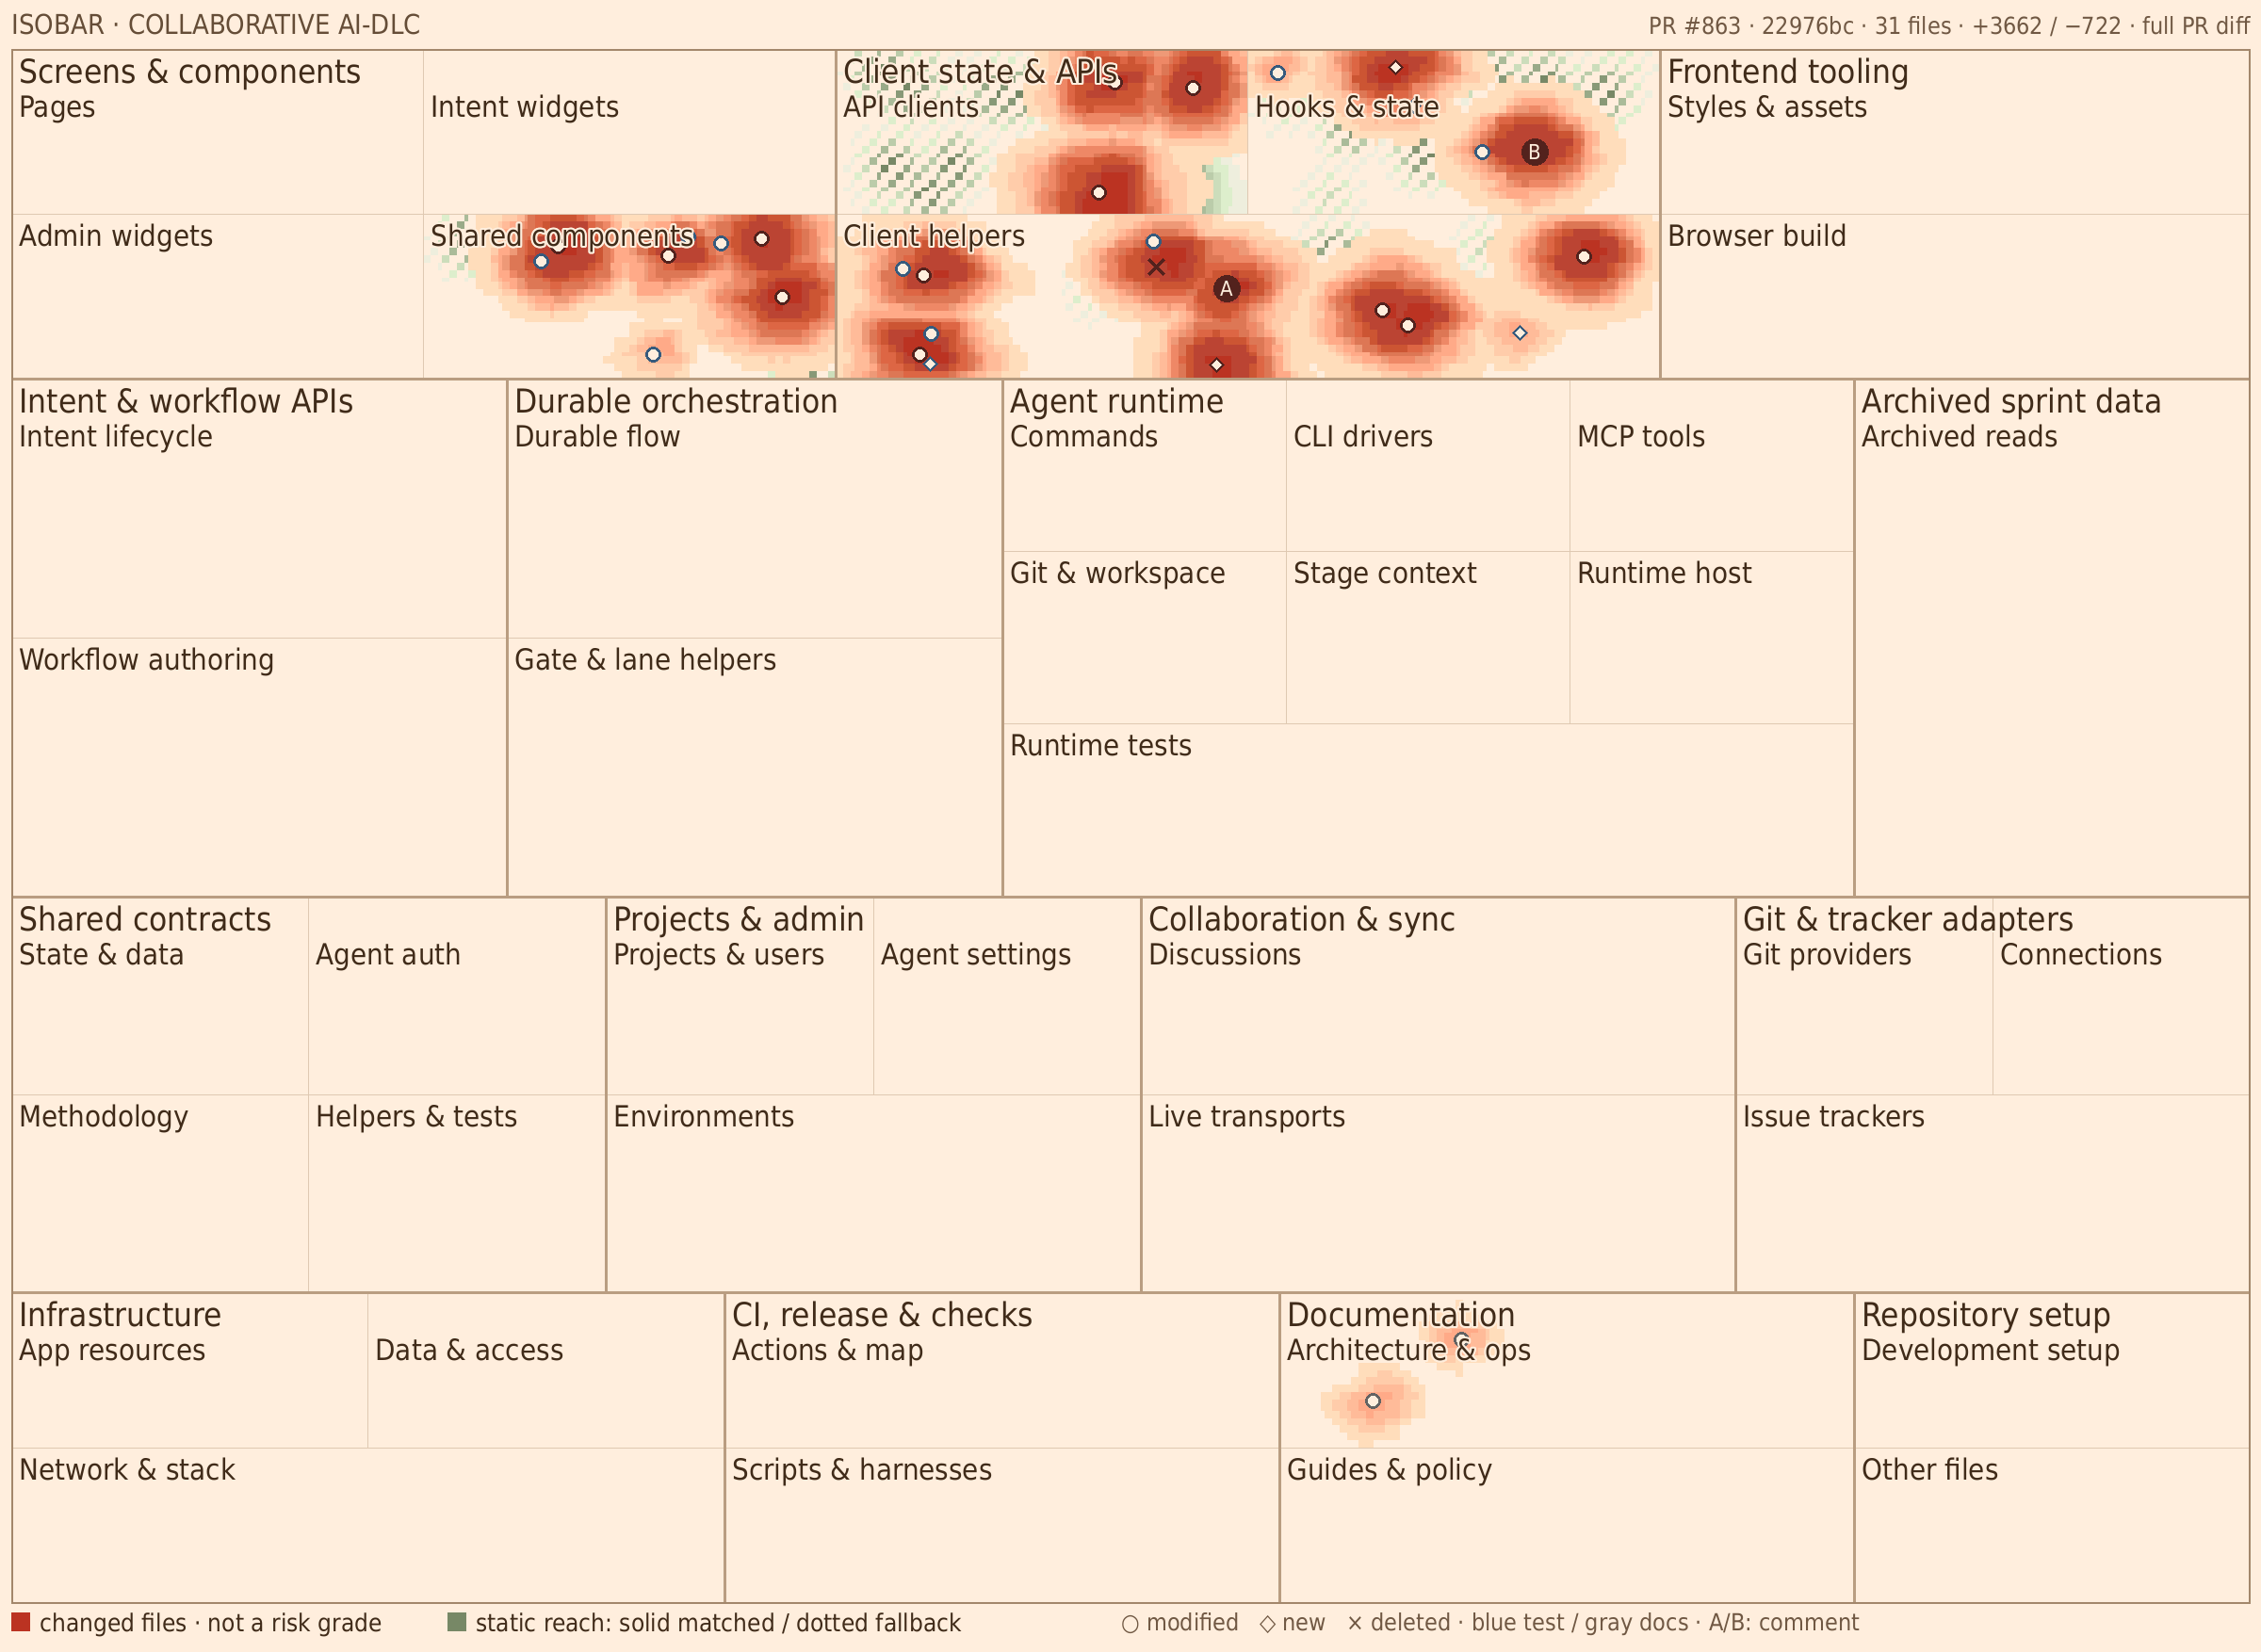 ISOBAR · COLLABORATIVE AI-DLC
PR #863 · 22976bc · 31 files · +3662 / −722 · full PR diff
Screens & components
Pages
Intent widgets
Admin widgets
Shared components
Client state & APIs
API clients
Hooks & state
B
Client helpers
A
Frontend tooling
Styles & assets
Browser build
Intent & workflow APIs
Intent lifecycle
Workflow authoring
Durable orchestration
Durable flow
Gate & lane helpers
Agent runtime
Commands
CLI drivers
MCP tools
Git & workspace
Stage context
Runtime host
Runtime tests
Archived sprint data
Archived reads
Shared contracts
State & data
Agent auth
Methodology
Helpers & tests
Projects & admin
Projects & users
Agent settings
Environments
Collaboration & sync
Discussions
Live transports
Git & tracker adapters
Git providers
Connections
Issue trackers
Infrastructure
App resources
Data & access
Network & stack
CI, release & checks
Actions & map
Scripts & harnesses
Documentation
Architecture & ops
Guides & policy
Repository setup
Development setup
Other files
changed files · not a risk grade
static reach: solid matched / dotted fallback
○ modified ◇ new × deleted · blue test / gray docs · A/B: comment